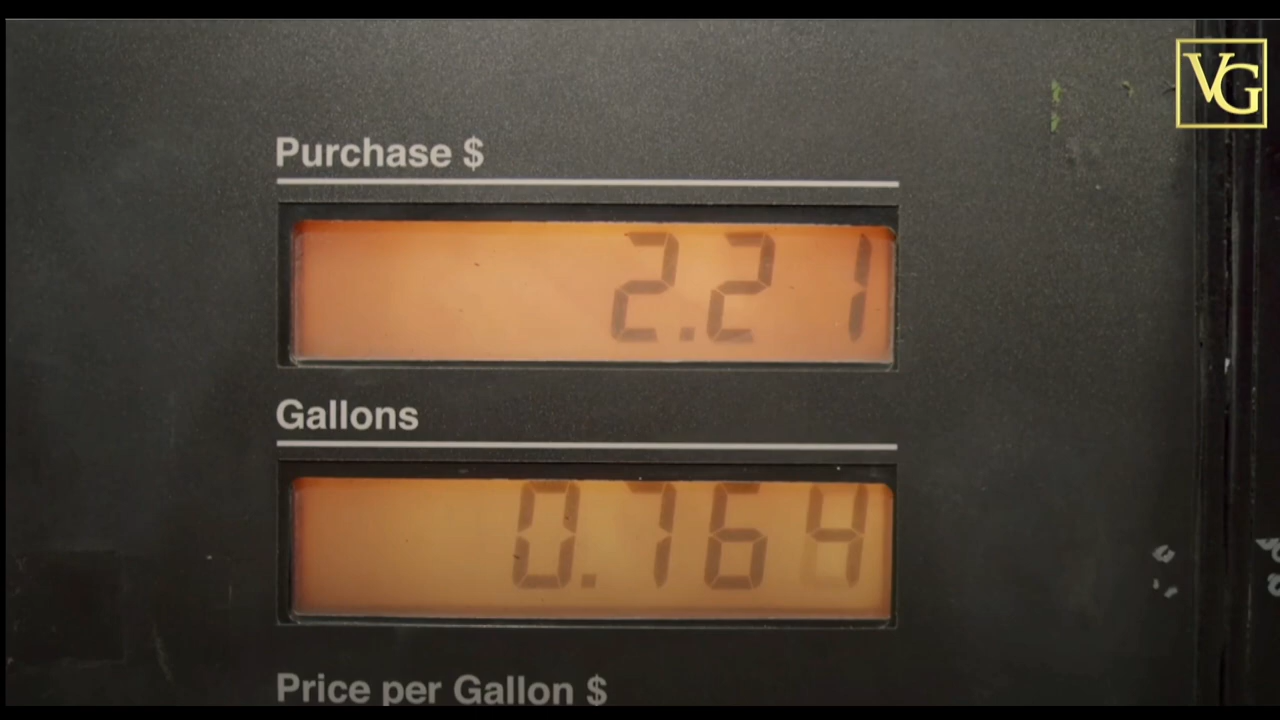 VG
Purchase $
2.21
Gallons
0.764
Price per Gallon $